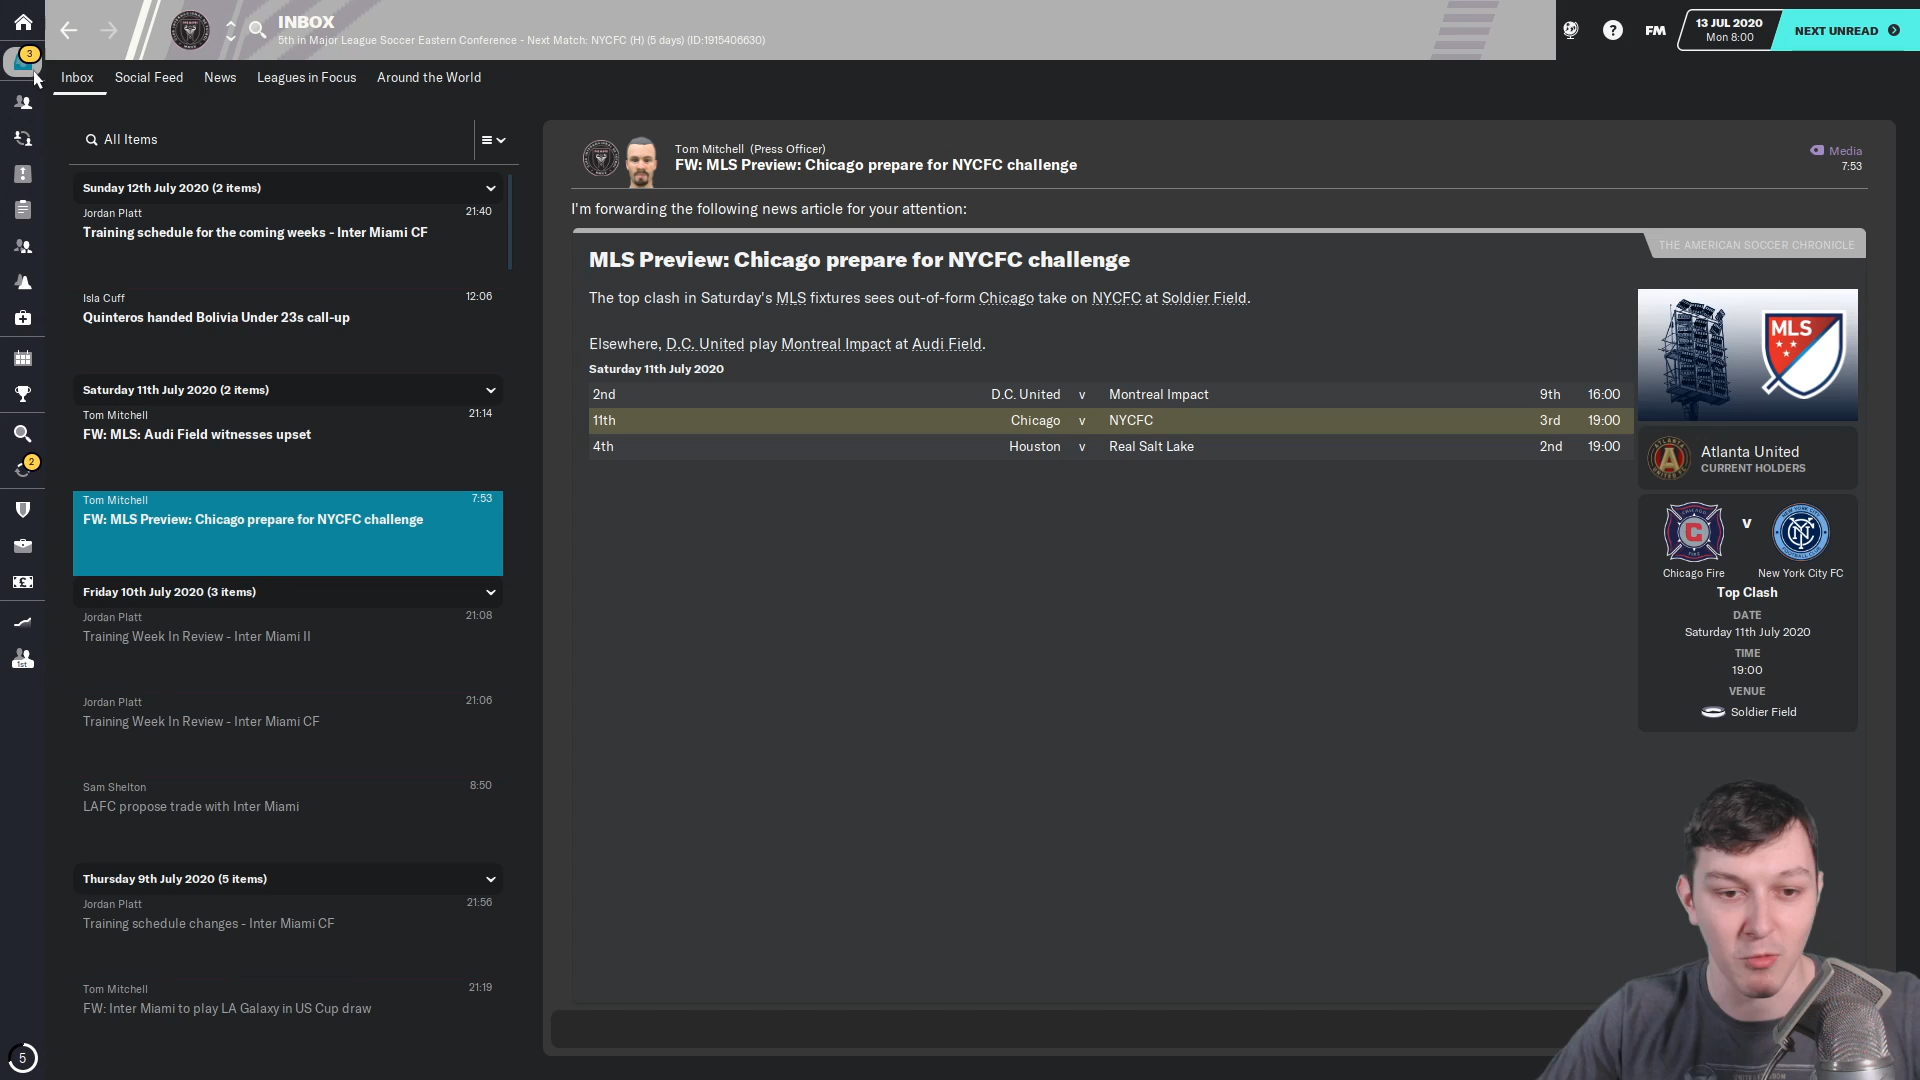 INBOX
5th in Major League Soccer Eastern Conference - Next Match: NYCFC (H) (5 days) (ID:1915406630)
FM
13 JUL 2020
Mon 8:00
NEXT UNREAD
3
Inbox Social Feed News Leagues in Focus Around the World
All Items
Sunday 12th July 2020 (2 items)
Jordan Platt 21:40
Training schedule for the coming weeks - Inter Miami CF
Isla Cuff 12:06
Quinteros handed Bolivia Under 23s call-up
Saturday 11th July 2020 (2 items)
Tom Mitchell 21:14
FW: MLS: Audi Field witnesses upset
2
Tom Mitchell 7:53
FW: MLS Preview: Chicago prepare for NYCFC challenge
Friday 10th July 2020 (3 items)
Jordan Platt 21:08
Training Week In Review - Inter Miami II
1st
Jordan Platt 21:06
Training Week In Review - Inter Miami CF
Sam Shelton 8:50
LAFC propose trade with Inter Miami
Thursday 9th July 2020 (5 items)
Jordan Platt 21:56
Training schedule changes - Inter Miami CF
Tom Mitchell 21:19
FW: Inter Miami to play LA Galaxy in US Cup draw
5
Tom Mitchell (Press Officer)
FW: MLS Preview: Chicago prepare for NYCFC challenge
Media
7:53
I'm forwarding the following news article for your attention:
THE AMERICAN SOCCER CHRONICLE
MLS Preview: Chicago prepare for NYCFC challenge
The top clash in Saturday's MLS fixtures sees out-of-form Chicago take on NYCFC at Soldier Field.
Elsewhere, D.C. United play Montreal Impact at Audi Field.
Saturday 11th July 2020
2nd D.C. United v Montreal Impact 9th 16:00
11th Chicago v NYCFC 3rd 19:00
4th Houston v Real Salt Lake 2nd 19:00
MLS
Atlanta United
CURRENT HOLDERS
v
Chicago Fire New York City FC
Top Clash
DATE
Saturday 11th July 2020
TIME
19:00
VENUE
Soldier Field